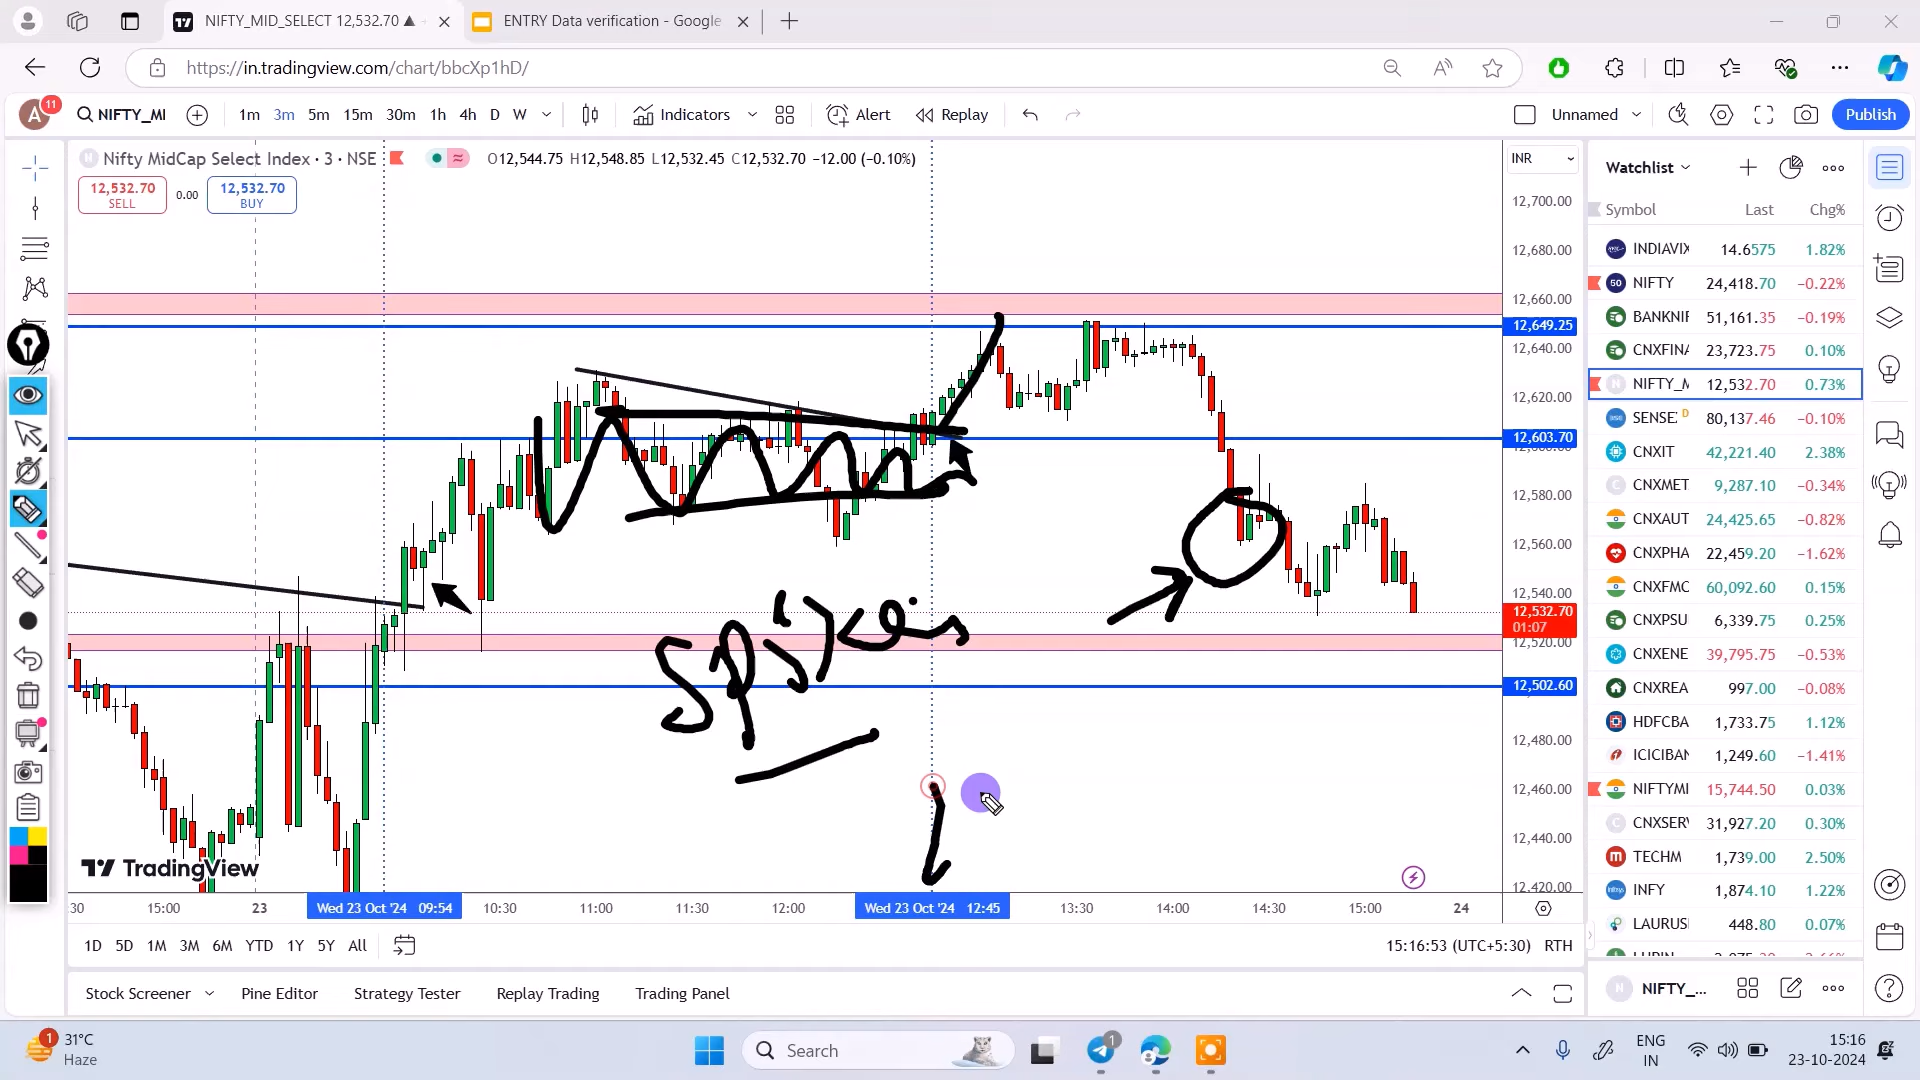 NIFTY_MID_SELECT 12,532.70 ▲
ENTRY Data verification - Google
https://in.tradingview.com/chart/bbcXp1hD/
A 11
NIFTY_MI
1m 3m 5m 15m 30m 1h 4h D W
Indicators
Alert
Replay
Unnamed
Publish
Nifty MidCap Select Index · 3 · NSE
O12,544.75 H12,548.85 L12,532.45 C12,532.70 −12.00 (−0.10%)
12,532.70 SELL
0.00
12,532.70 BUY
INR
12,700.00
12,680.00
12,660.00
12,649.25
12,640.00
12,620.00
12,603.70
12,580.00
12,560.00
12,540.00
12,532.70
01:07
12,520.00
12,502.60
12,480.00
12,460.00
12,440.00
12,420.00
Spikes
TradingView
:30 15:00 23 Wed 23 Oct '24 09:54 10:30 11:00 11:30 12:00 Wed 23 Oct '24 12:45 13:30 14:00 14:30 15:00 24
1D 5D 1M 3M 6M YTD 1Y 5Y All
15:16:53 (UTC+5:30) RTH
Stock Screener Pine Editor Strategy Tester Replay Trading Trading Panel
Watchlist
Symbol Last Chg%
INDIAVIX 14.6575 1.82%
50 NIFTY 24,418.70 −0.22%
BANKNIF 51,161.35 −0.19%
CNXFINA 23,723.75 0.10%
N NIFTY_M 12,532.70 0.73%
SENSEX D 80,137.46 −0.10%
CNXIT 42,221.40 2.38%
C CNXMET 9,287.10 −0.34%
CNXAUT 24,425.65 −0.82%
CNXPHA 22,459.20 −1.62%
CNXFMC 60,092.60 0.15%
CNXPSU 6,339.75 0.25%
CNXENE 39,795.75 −0.53%
CNXREA 997.00 −0.08%
HDFCBA 1,733.75 1.12%
ICICIBAN 1,249.60 −1.41%
NIFTYMI 15,744.50 0.03%
C CNXSERV 31,927.20 0.30%
TECHM 1,739.00 2.50%
INFY 1,874.10 1.22%
LAURUS 448.80 0.07%
N NIFTY_...
1 31°C
Haze
Search
1
ENG
IN
15:16
23-10-2024